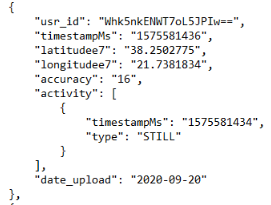 {
"usr_id": "Whk5nkENWT7oL5JPIw==",
"timestampMs": "1575581436",
"latitudee7": "38.2502775",
"longitudee7": "21.7381834",
"accuracy": "16",
"activity": [
{
"timestampMs": "1575581434",
"type": "STILL"
}
],
"date_upload": "2020-09-20"
},